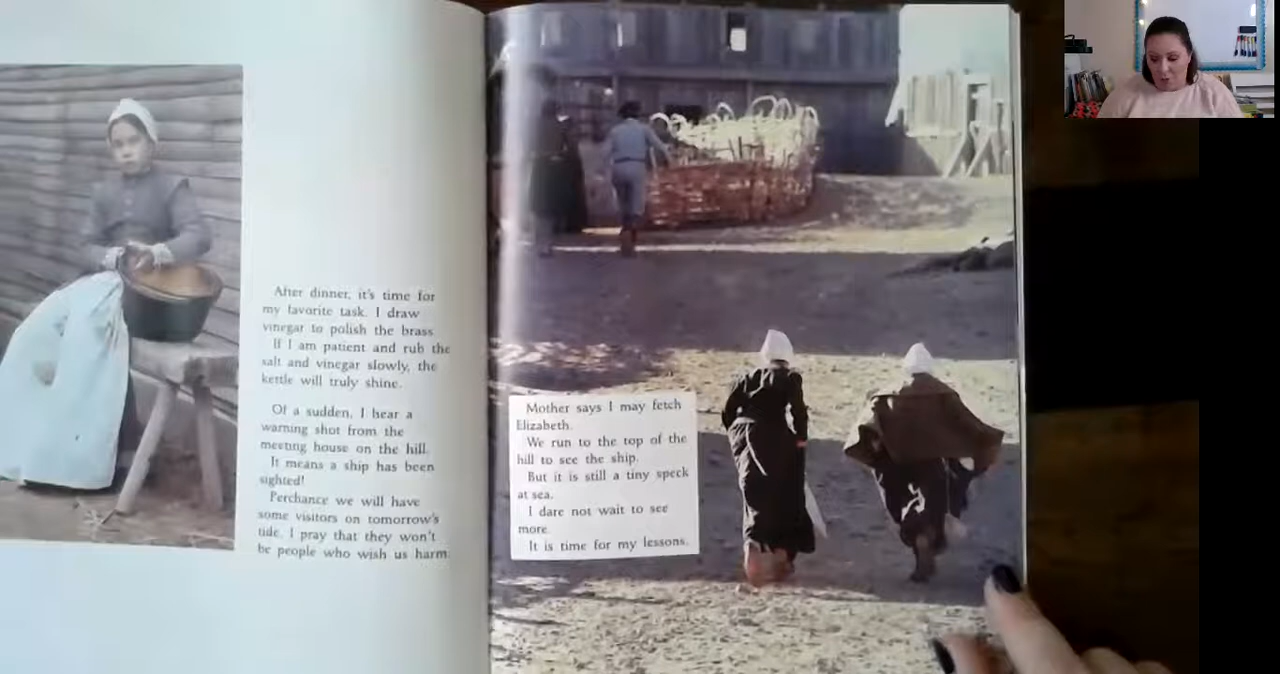 After dinner, it's time for
my favorite task. I draw
vinegar to polish the brass.
If I am patient and rub the
salt and vinegar slowly, the
kettle will truly shine.
Of a sudden, I hear a
warning shot from the
meeting house on the hill.
It means a ship has been
sighted!
Perchance we will have
some visitors on tomorrow's
tide. I pray that they won't
be people who wish us harm.
Mother says I may fetch
Elizabeth.
We run to the top of the
hill to see the ship.
But it is still a tiny speck
at sea.
I dare not wait to see
more.
It is time for my lessons.